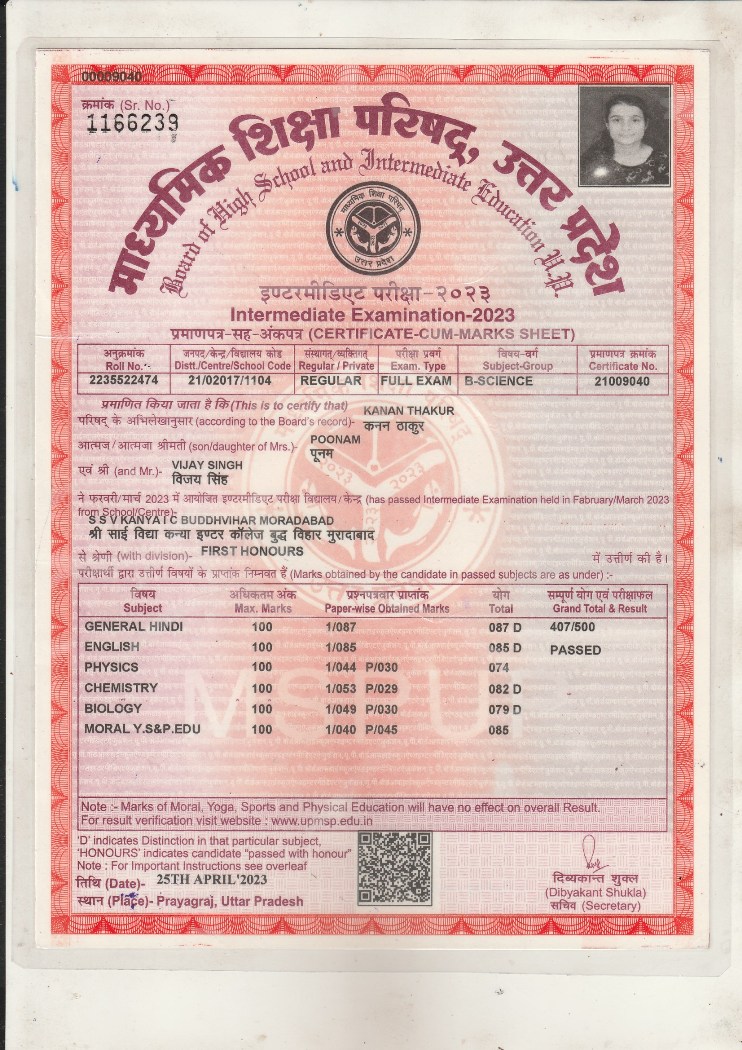 00009040
क्रमांक (Sr. No.)
1166239
माध्यमिक शिक्षा परिषद्, उत्तर प्रदेश
Board of High School and Intermediate Education U.P.
माध्यमिक शिक्षा परिषद
उत्तर प्रदेश
इण्टरमीडिएट परीक्षा-२०२३
Intermediate Examination-2023
प्रमाणपत्र-सह-अंकपत्र (CERTIFICATE-CUM-MARKS SHEET)
अनुक्रमांक जनपद/केन्द्र/विद्यालय कोड संस्थागत/व्यक्तिगत परीक्षा प्रवर्ग विषय-वर्ग प्रमाणपत्र क्रमांक
Roll No. Distt./Centre/School Code Regular / Private Exam. Type Subject-Group Certificate No.
2235522474 21/02017/1104 REGULAR FULL EXAM B-SCIENCE 21009040
प्रमाणित किया जाता है कि (This is to certify that) KANAN THAKUR
परिषद् के अभिलेखानुसार (according to the Board's record)- कनन ठाकुर
आत्मज/आत्मजा श्रीमती (son/daughter of Mrs.)- POONAM
पूनम
एवं श्री (and Mr.)- VIJAY SINGH
विजय सिंह
ने फरवरी/मार्च 2023 में आयोजित इण्टरमीडिएट परीक्षा विद्यालय/केन्द्र (has passed Intermediate Examination held in Fabruary/March 2023
from School/Centre)-
S S V KANYA I C BUDDHVIHAR MORADABAD
श्री साई विद्या कन्या इण्टर कॉलेज बुद्ध विहार मुरादाबाद
से श्रेणी (with division)- FIRST HONOURS में उत्तीर्ण की है।
परीक्षार्थी द्वारा उत्तीर्ण विषयों के प्राप्तांक निम्नवत हैं (Marks obtained by the candidate in passed subjects are as under) :-
विषय अधिकतम अंक प्रश्नपत्रवार प्राप्तांक योग सम्पूर्ण योग एवं परीक्षाफल
Subject Max. Marks Paper-wise Obtained Marks Total Grand Total & Result
GENERAL HINDI 100 1/087 087 D 407/500
ENGLISH 100 1/085 085 D PASSED
PHYSICS 100 1/044 P/030 074
CHEMISTRY 100 1/053 P/029 082 D
BIOLOGY 100 1/049 P/030 079 D
MORAL Y.S&P.EDU 100 1/040 P/045 085
Note :- Marks of Moral, Yoga, Sports and Physical Education will have no effect on overall Result.
For result verification visit website : www.upmsp.edu.in
'D' indicates Distinction in that particular subject,
'HONOURS' indicates candidate "passed with honour"
Note : For Important Instructions see overleaf
तिथि (Date)- 25TH APRIL'2023
स्थान (Place)- Prayagraj, Uttar Pradesh
दिव्यकान्त शुक्ल
(Dibyakant Shukla)
सचिव (Secretary)